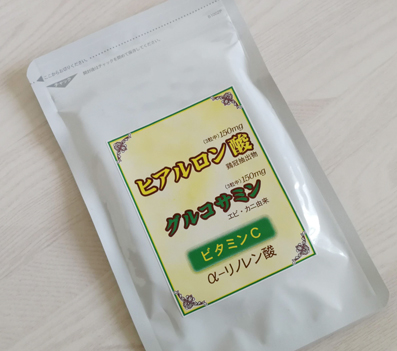 (3粒中)150mg
ヒアルロン酸
鶏冠抽出物
(3粒中)150mg
グルコサミン
エビ・カニ由来
ビタミンC
α-リノレン酸